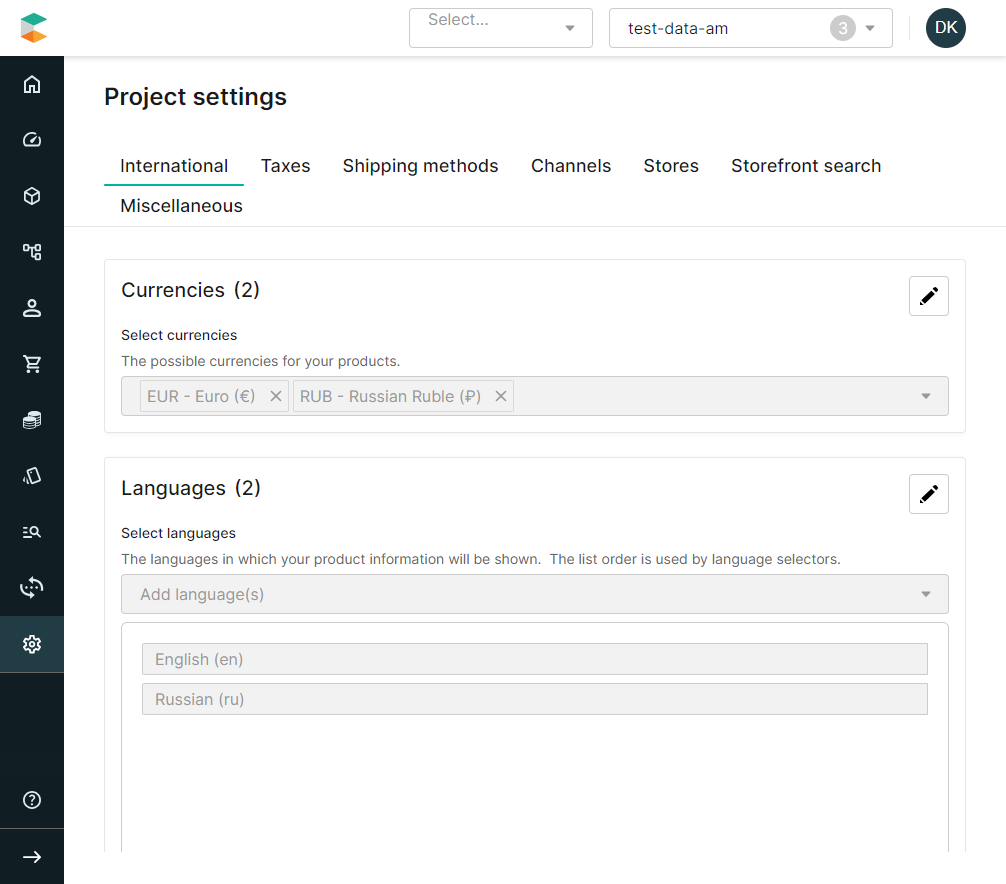 Select...
test-data-am 3
DK
Project settings
International Taxes Shipping methods Channels Stores Storefront search
Miscellaneous
Currencies (2)
Select currencies
The possible currencies for your products.
EUR - Euro (€) RUB - Russian Ruble (₽)
Languages (2)
Select languages
The languages in which your product information will be shown. The list order is used by language selectors.
Add language(s)
English (en)
Russian (ru)